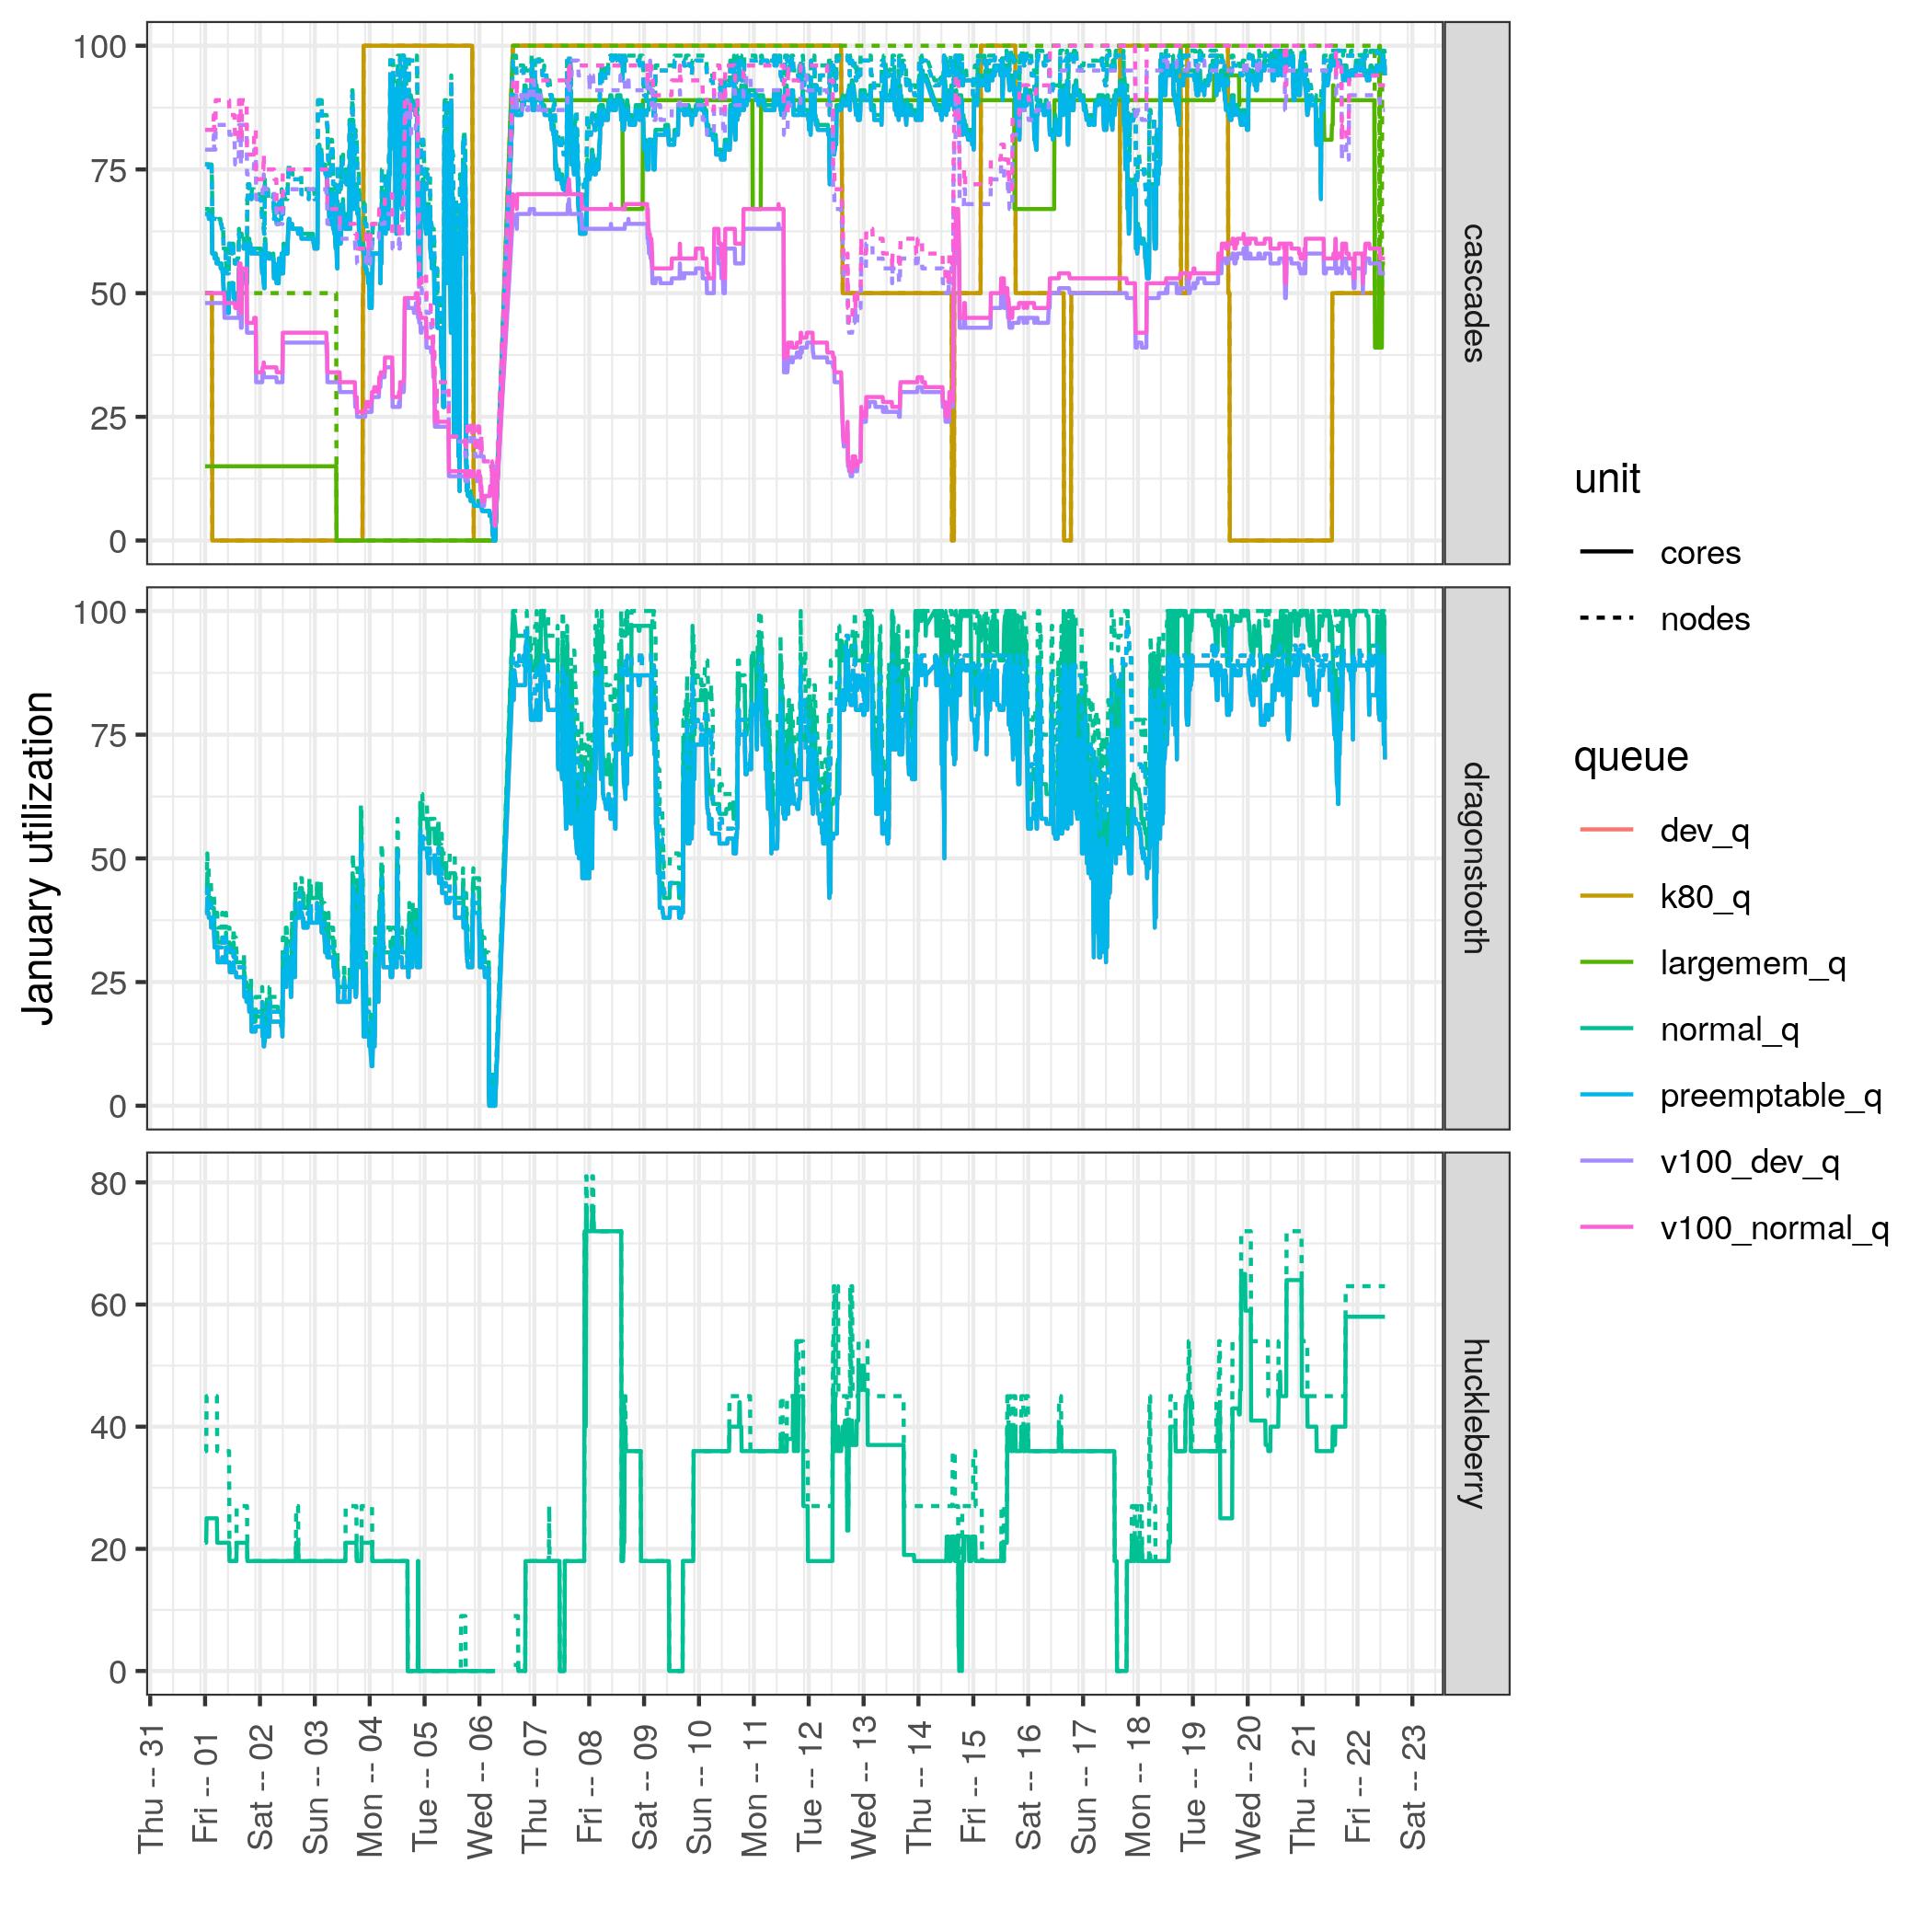 January utilization
100
75
50
25
0
cascades
100
75
50
25
0
dragonstooth
80
60
40
20
0
huckleberry
Thu -- 31
Fri -- 01
Sat -- 02
Sun -- 03
Mon -- 04
Tue -- 05
Wed -- 06
Thu -- 07
Fri -- 08
Sat -- 09
Sun -- 10
Mon -- 11
Tue -- 12
Wed -- 13
Thu -- 14
Fri -- 15
Sat -- 16
Sun -- 17
Mon -- 18
Tue -- 19
Wed -- 20
Thu -- 21
Fri -- 22
Sat -- 23
unit
cores
nodes
queue
dev_q
k80_q
largemem_q
normal_q
preemptable_q
v100_dev_q
v100_normal_q